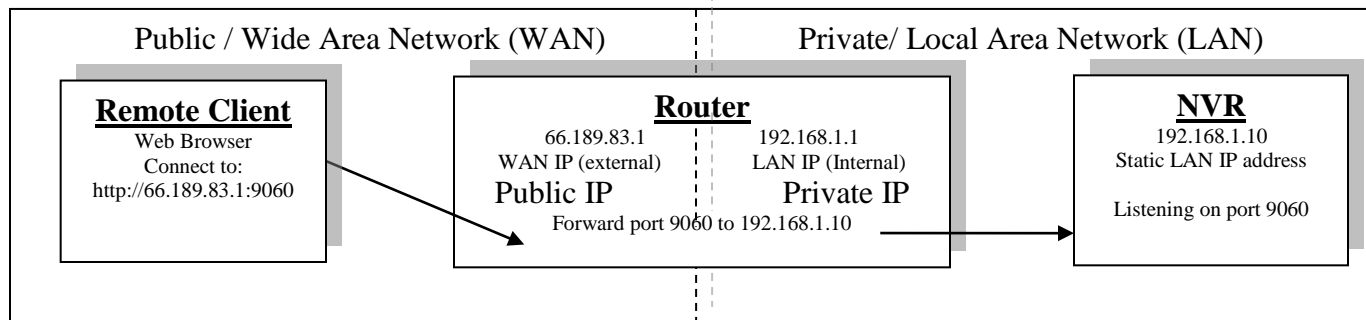 Public / Wide Area Network (WAN)
Private/ Local Area Network (LAN)
Remote Client
Web Browser
Connect to:
http://66.189.83.1:9060
Router
66.189.83.1
WAN IP (external)
Public IP
192.168.1.1
LAN IP (Internal)
Private IP
Forward port 9060 to 192.168.1.10
NVR
192.168.1.10
Static LAN IP address
Listening on port 9060